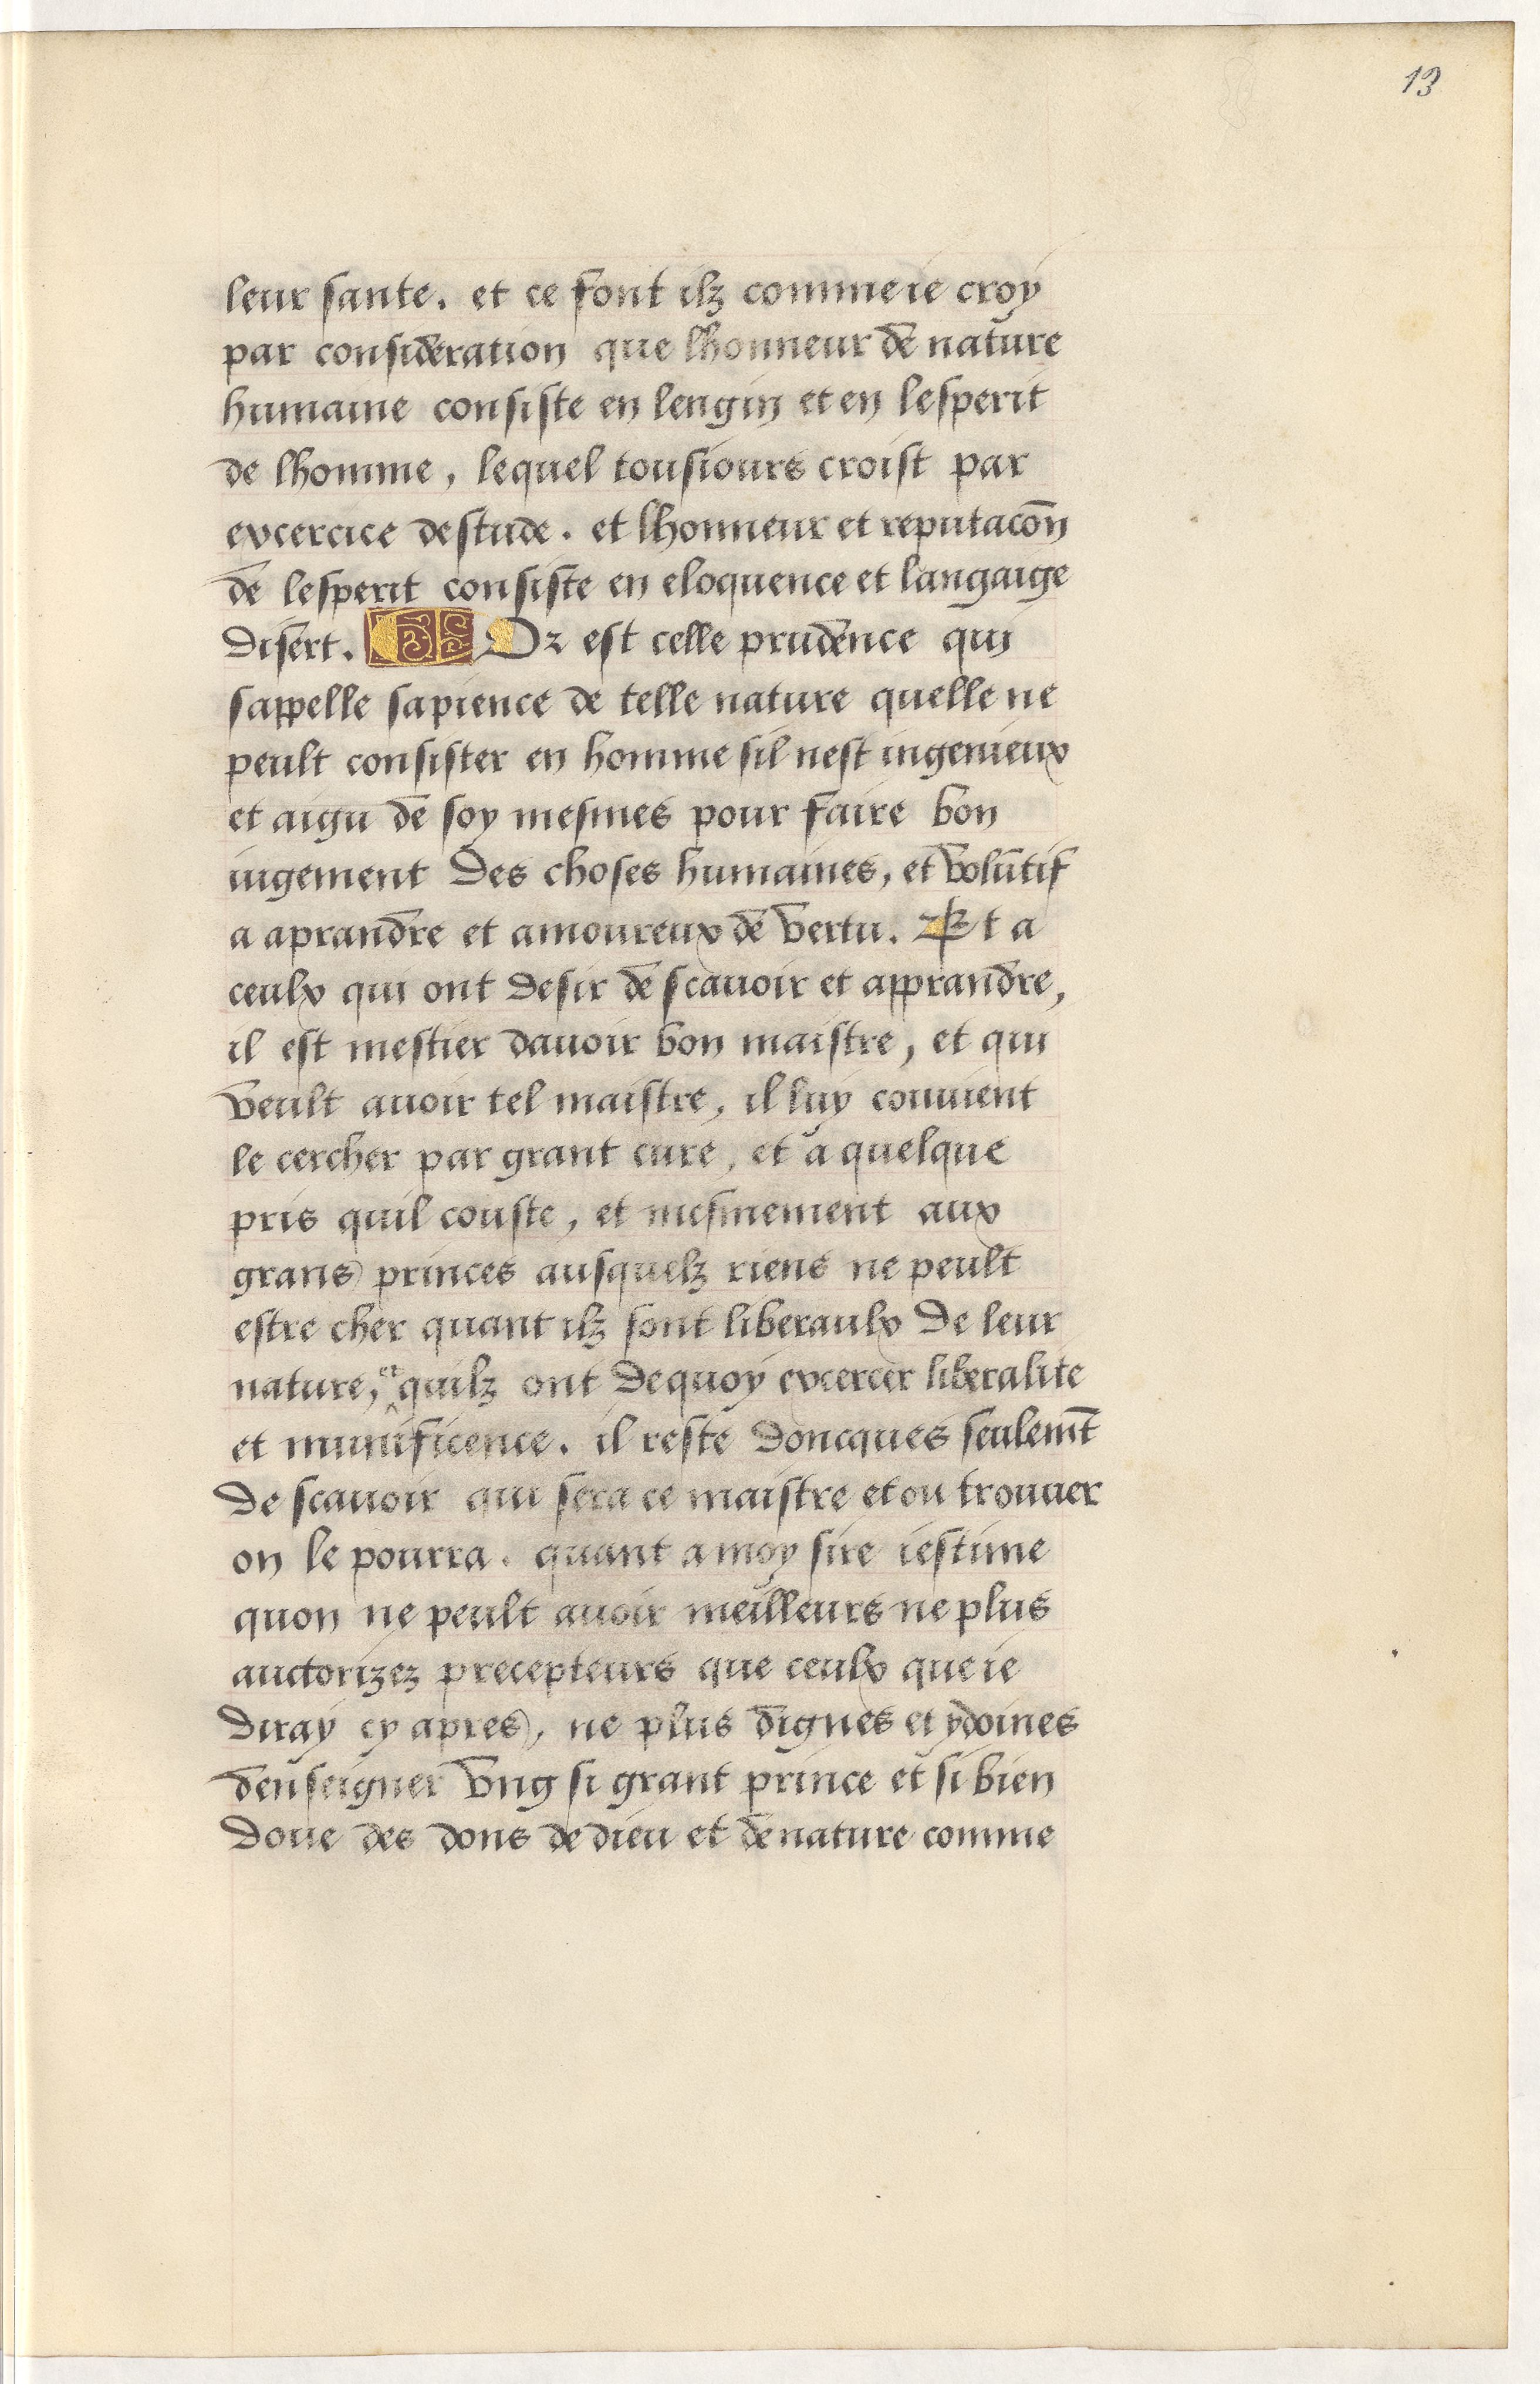 13
leur sante. et ce font ilz comme ie croy
par consideration que lhonneur de nature
humaine consiste en lengin et en lesperit
de lhomme, lequel tousiours croist par
excercice destude. et lhonneur et reputacōn
de lesperit consiste en eloquence et langaige
disert. ¶ Or est celle prudence qui
sappelle sapience de telle nature quelle ne
peult consister en homme sil nest ingenieux
et aigu de soy mesmes pour faire bon
iugement des choses humaines, et volūtif
a aprandre et amoureux de vertu. Et a
ceulx qui ont desir de scauoir et apprandre,
il est mestier dauoir bon maistre, et qui
veult auoir tel maistre, il luy conuient
le cercher par grant cure, et a quelque
pris quil couste, et mesmement aux
grans princes ausquelz riens ne peult
estre cher quant ilz sont liberaulx de leur
nature, et quilz ont dequoy excercer liberalite
et munificence. il reste doncques seulem̄t
de scauoir qui sera ce maistre et ou trouuer
on le pourra. quant a moy sire iestime
quon ne peult auoir meilleurs ne plus
auctorizez precepteurs que ceulx que ie
diray cy apres, ne plus dignes et ydoines
denseigner vng si grant prince et si bien
doue des dons de dieu et de nature comme